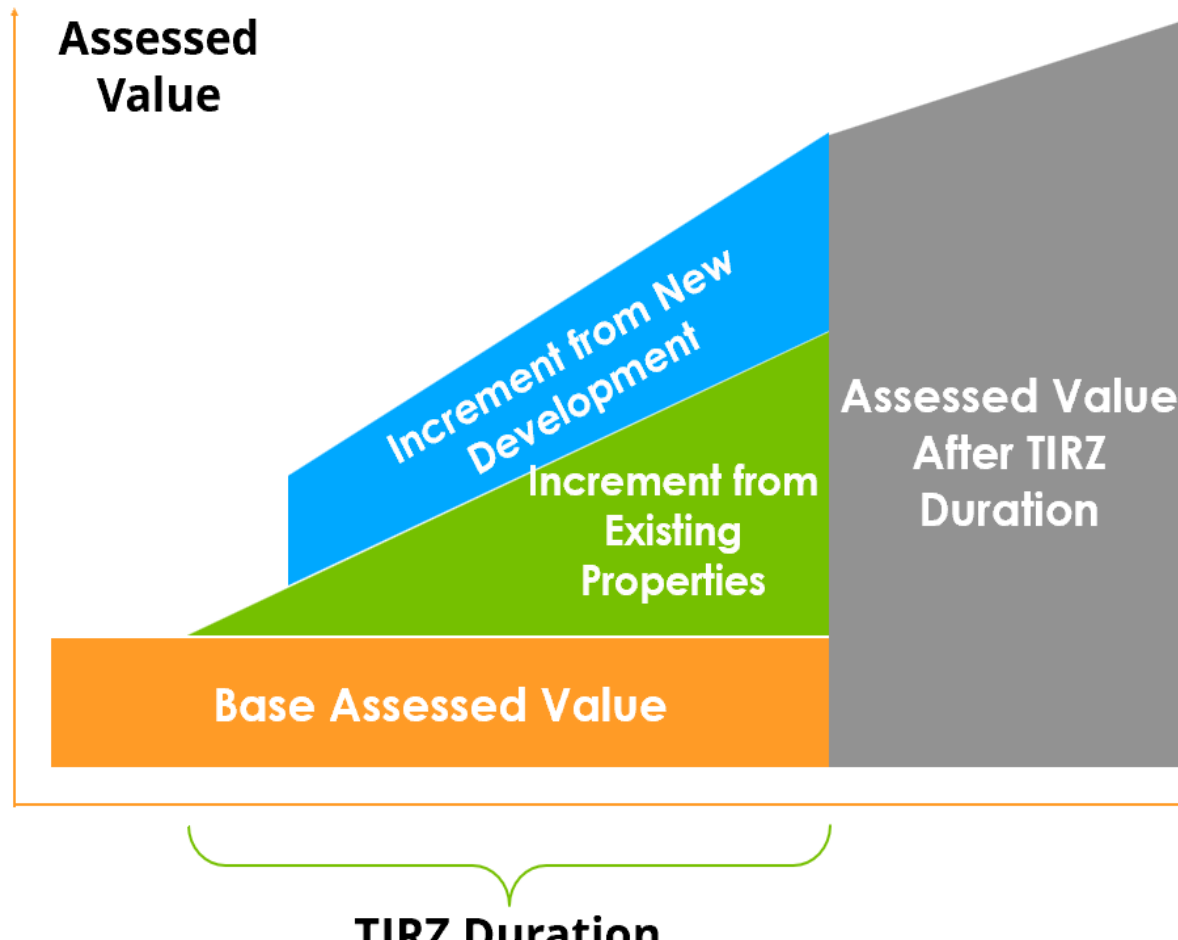 Assessed
Value
Increment from New
Development
Increment from
Existing
Properties
Assessed Value
After TIRZ
Duration
Base Assessed Value
TIRZ Duration